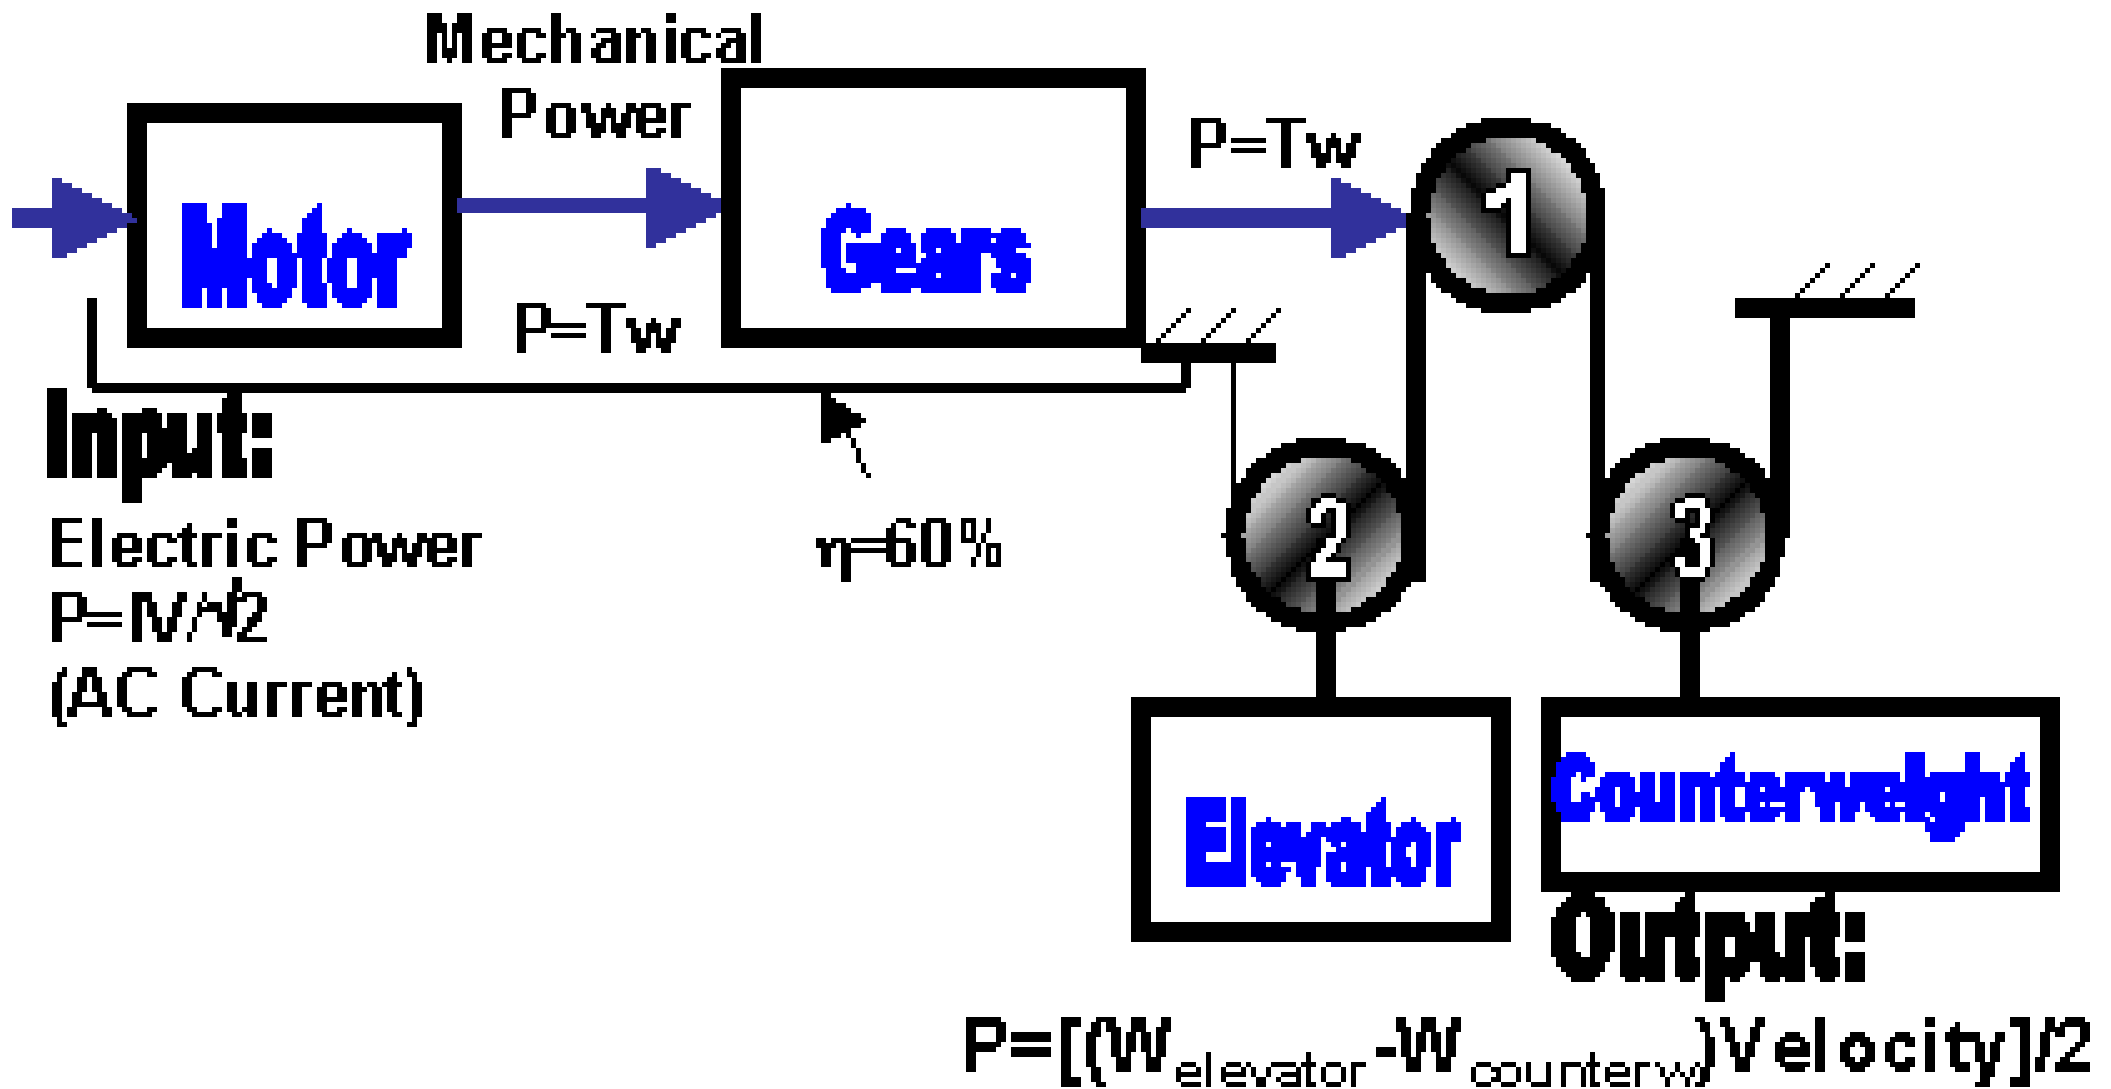 Mechanical
Power
Motor
P=Tw
Gears
P=Tw
1
2
3
Input:
Electric Power
P=IV/√2
(AC Current)
η=60%
Elevator
Counterweight
Output:
P=[(Welevator-Wcounterw)Velocity]/2